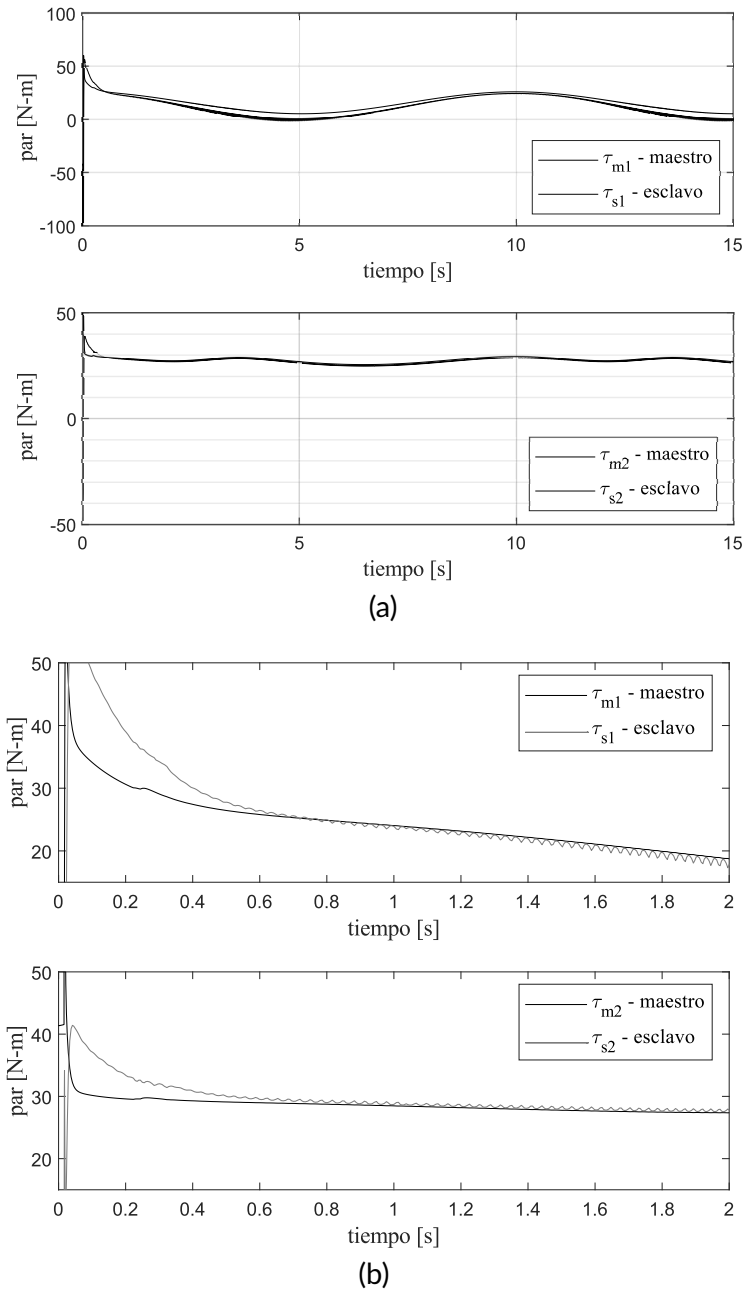 100
50
0
-50
-100
par [N-m]
τm1 - maestro
τs1 - esclavo
0 5 10 15
tiempo [s]
50
0
-50
par [N-m]
τm2 - maestro
τs2 - esclavo
0 5 10 15
tiempo [s]
(a)
50
40
30
20
par [N-m]
τm1 - maestro
τs1 - esclavo
0 0.2 0.4 0.6 0.8 1 1.2 1.4 1.6 1.8 2
tiempo [s]
50
40
30
20
par [N-m]
τm2 - maestro
τs2 - esclavo
0 0.2 0.4 0.6 0.8 1 1.2 1.4 1.6 1.8 2
tiempo [s]
(b)